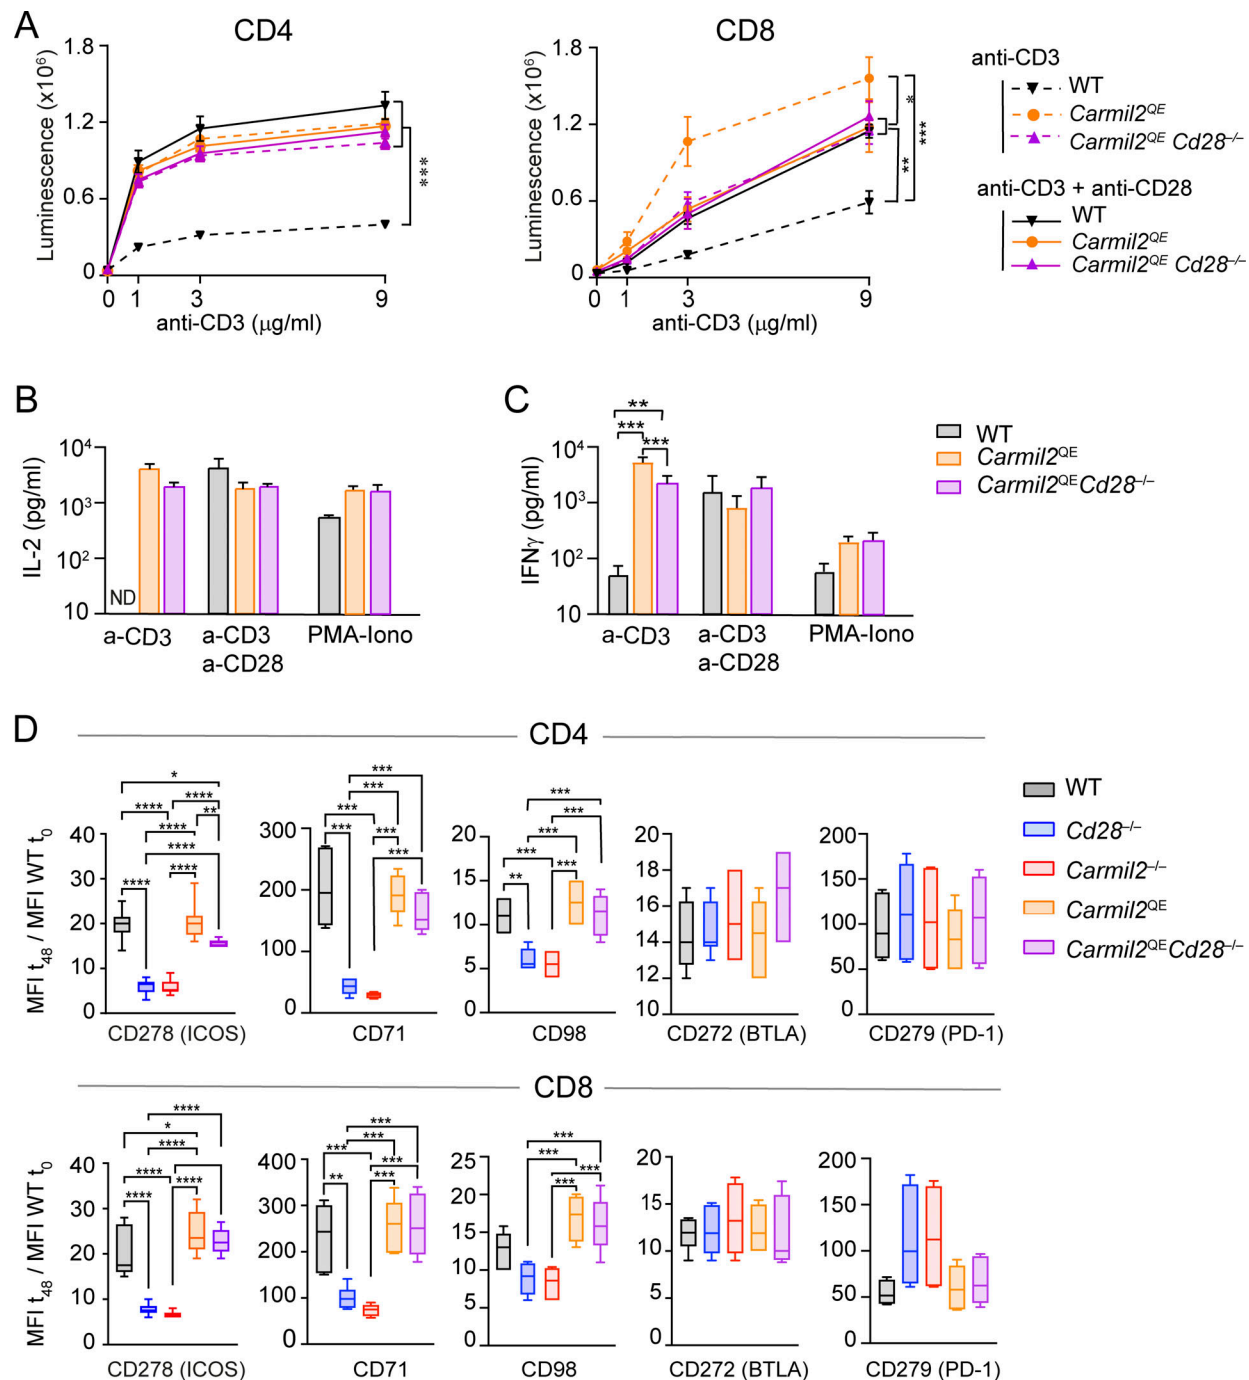 A
CD4
CD8
Luminescence (x10⁶)
1.8
1.2
0.6
0
0 1 3 9
anti-CD3 (μg/ml)
***
Luminescence (x10⁶)
1.8
1.2
0.6
0
0 1 3 9
anti-CD3 (μg/ml)
*
**
***
anti-CD3
WT
Carmil2QE
Carmil2QE Cd28–/–
anti-CD3 + anti-CD28
WT
Carmil2QE
Carmil2QE Cd28–/–
B
IL-2 (pg/ml)
10⁴
10³
10²
10
ND
a-CD3
a-CD3
a-CD28
PMA-Iono
C
IFNγ (pg/ml)
10⁴
10³
10²
10
**
***
***
a-CD3
a-CD3
a-CD28
PMA-Iono
WT
Carmil2QE
Carmil2QECd28–/–
D
CD4
MFI t48 / MFI WT t0
40
30
20
10
0
*
****
****
**
****
****
****
****
CD278 (ICOS)
300
200
100
0
***
***
***
***
***
***
CD71
20
15
10
5
0
***
***
***
***
**
***
CD98
20
18
16
14
12
10
CD272 (BTLA)
200
150
100
50
0
CD279 (PD-1)
WT
Cd28–/–
Carmil2–/–
Carmil2QE
Carmil2QECd28–/–
CD8
MFI t48 / MFI WT t0
40
30
20
10
0
****
*
****
****
****
****
CD278 (ICOS)
400
300
200
100
0
***
***
***
***
**
***
CD71
25
20
15
10
5
0
***
***
***
***
CD98
20
15
10
5
0
CD272 (BTLA)
200
150
100
50
0
CD279 (PD-1)